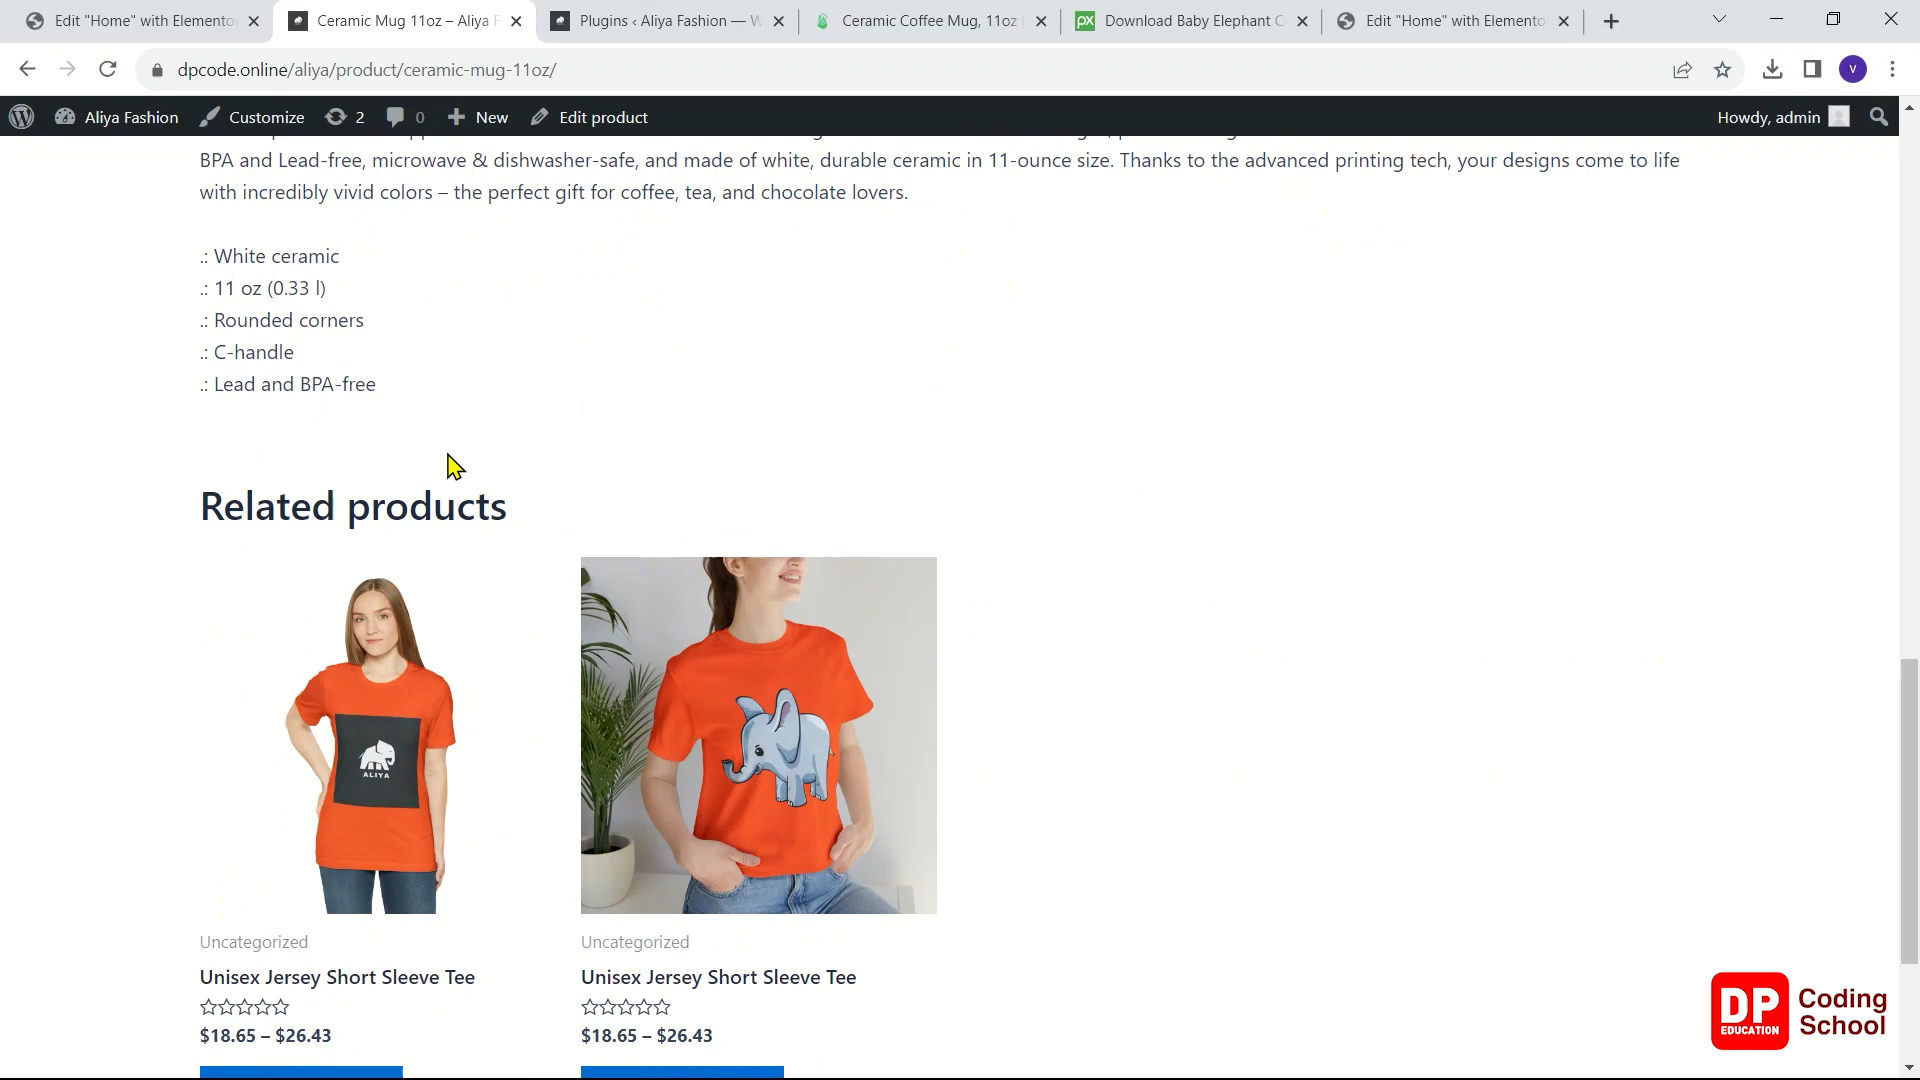 Edit "Home" with Elemento
Ceramic Mug 11oz – Aliya F
Plugins ‹ Aliya Fashion — W
Ceramic Coffee Mug, 11oz
Download Baby Elephant C
Edit "Home" with Elemento
dpcode.online/aliya/product/ceramic-mug-11oz/
V
Aliya Fashion
Customize
2
0
New
Edit product
Howdy, admin
BPA and Lead-free, microwave & dishwasher-safe, and made of white, durable ceramic in 11-ounce size. Thanks to the advanced printing tech, your designs come to life
with incredibly vivid colors – the perfect gift for coffee, tea, and chocolate lovers.
.: White ceramic
.: 11 oz (0.33 l)
.: Rounded corners
.: C-handle
.: Lead and BPA-free
Related products
ALIYA
Uncategorized
Unisex Jersey Short Sleeve Tee
$18.65 – $26.43
Uncategorized
Unisex Jersey Short Sleeve Tee
$18.65 – $26.43
DP
EDUCATION
Coding
School